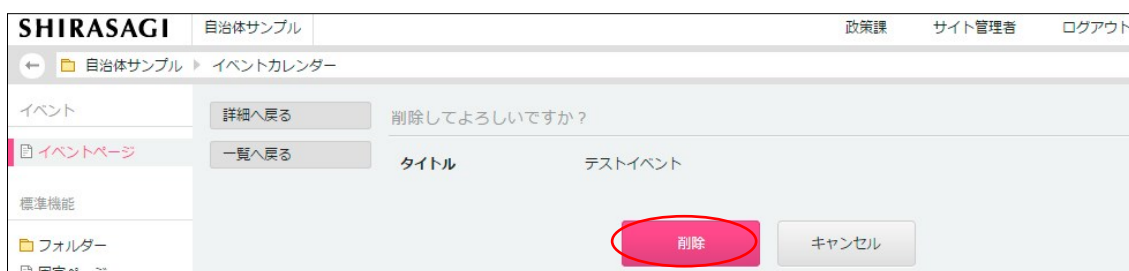 SHIRASAGI 自治体サンプル 政策課 サイト管理者 ログアウト
自治体サンプル イベントカレンダー
イベント
イベントページ
標準機能
フォルダー
詳細へ戻る
一覧へ戻る
削除してよろしいですか？
タイトル テストイベント
削除 キャンセル